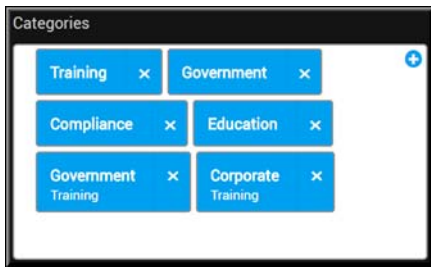 Categories
Training ×
Government ×
Compliance ×
Education ×
Government ×
Training
Corporate ×
Training